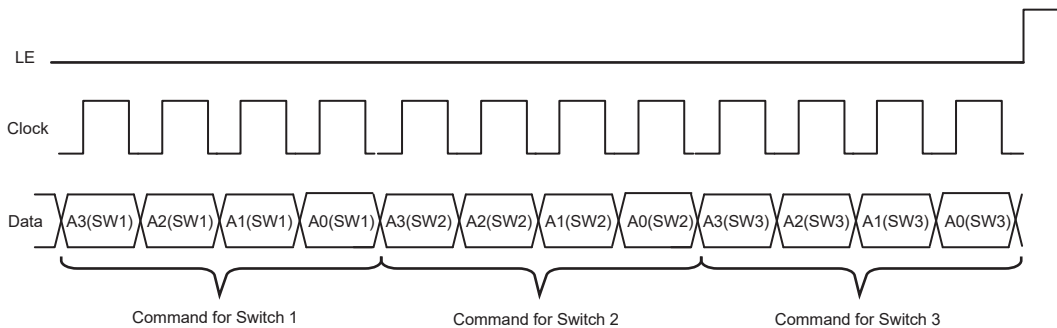 LE
Clock
Data
A3(SW1) A2(SW1) A1(SW1) A0(SW1) A3(SW2) A2(SW2) A1(SW2) A0(SW2) A3(SW3) A2(SW3) A1(SW3) A0(SW3)
Command for Switch 1
Command for Switch 2
Command for Switch 3